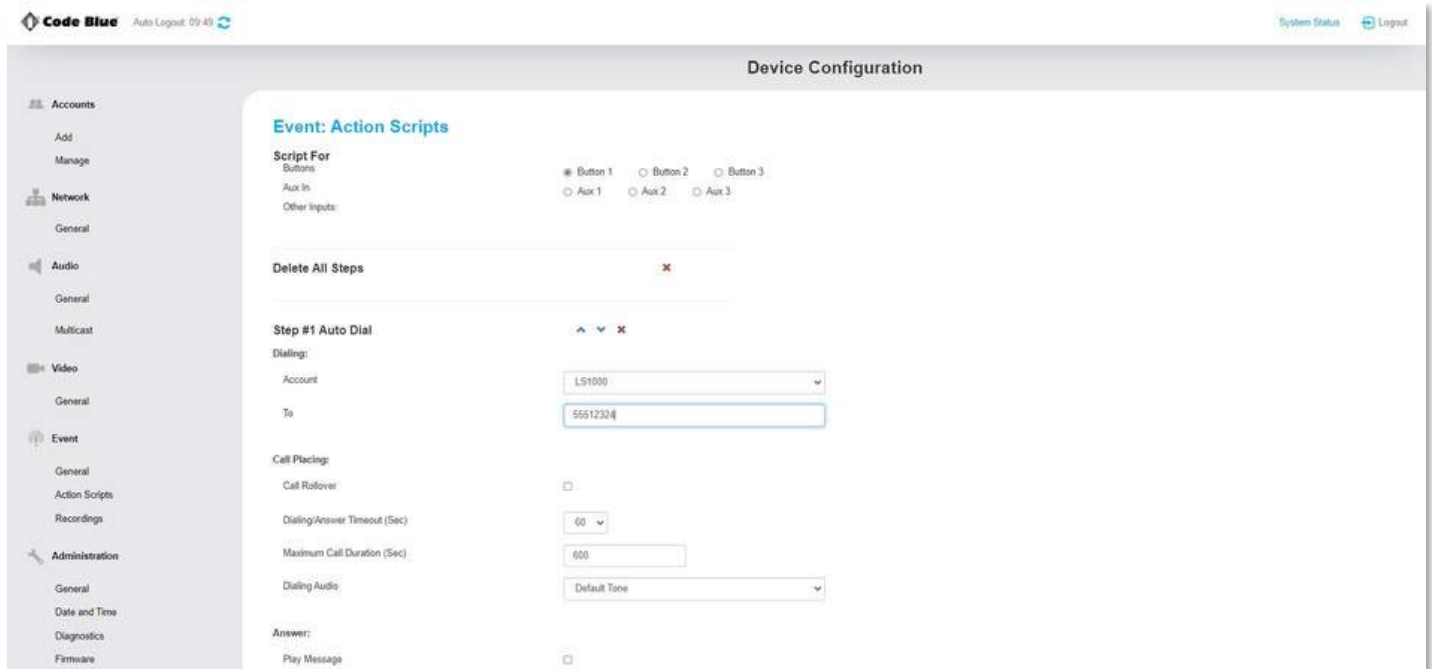 Code Blue Auto Logout: 09:49 System Status Logout
Device Configuration
Accounts
Add
Manage
Network
General
Audio
General
Multicast
Video
General
Event
General
Action Scripts
Recordings
Administration
General
Date and Time
Diagnostics
Firmware
Event: Action Scripts
Script For
Buttons Button 1 Button 2 Button 3
Aux In Aux 1 Aux 2 Aux 3
Other Inputs:
Delete All Steps
Step #1 Auto Dial
Dialing:
Account LS1000
To 55512324
Call Placing:
Call Rollover
Dialing/Answer Timeout (Sec) 60
Maximum Call Duration (Sec) 600
Dialing Audio Default Tone
Answer:
Play Message